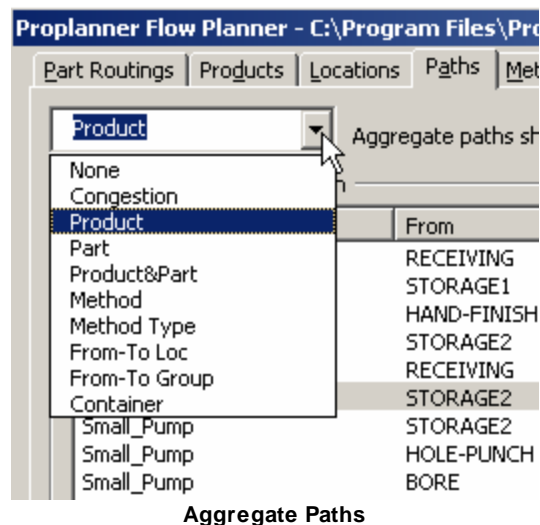 Proplanner Flow Planner - C:\Program Files\Pro
Part Routings Products Locations Paths Met
Product Aggregate paths sh
None
Congestion
Product From
Part RECEIVING
Product&Part STORAGE1
Method HAND-FINISH
Method Type STORAGE2
From-To Loc RECEIVING
From-To Group STORAGE2
Container
Small_Pump STORAGE2
Small_Pump HOLE-PUNCH
Small_Pump BORE
Aggregate Paths